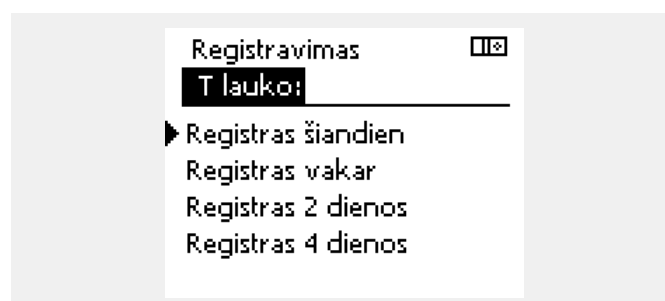 Registravimas
T lauko:
Registras šiandien
Registras vakar
Registras 2 dienos
Registras 4 dienos